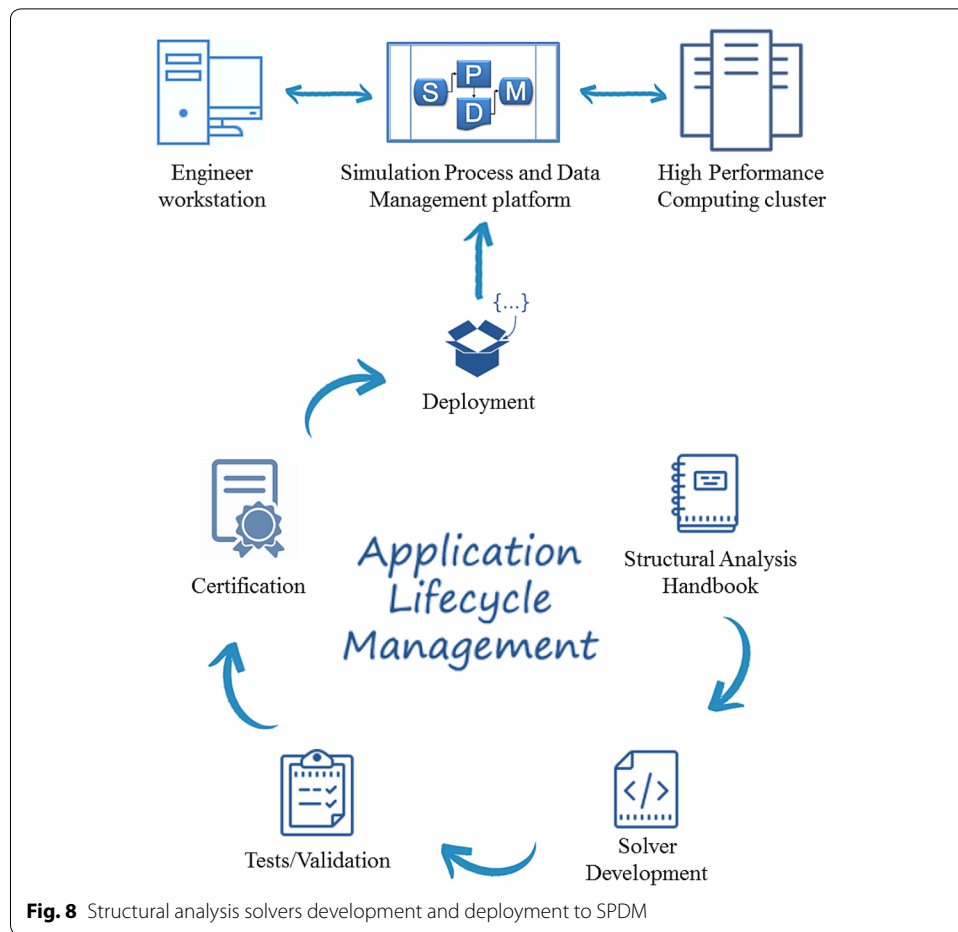 S P D M
Engineer
workstation
Simulation Process and Data
Management platform
High Performance
Computing cluster
{...}
Deployment
Structural Analysis
Handbook
Certification
Application
Lifecycle
Management
</>
Solver
Development
Tests/Validation
Fig. 8 Structural analysis solvers development and deployment to SPDM